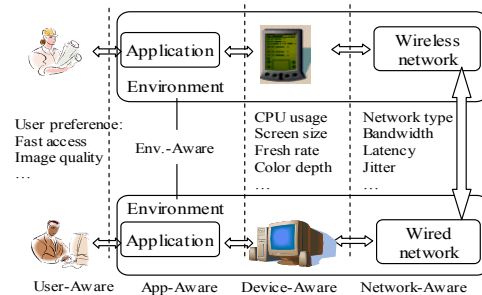 Application
Wireless
network
Environment
User preference:
Fast access
Image quality
...
Env.-Aware
CPU usage
Screen size
Fresh rate
Color depth
...
Network type
Bandwidth
Latency
Jitter
...
Environment
Application
Wired
network
User-Aware
App-Aware
Device-Aware
Network-Aware